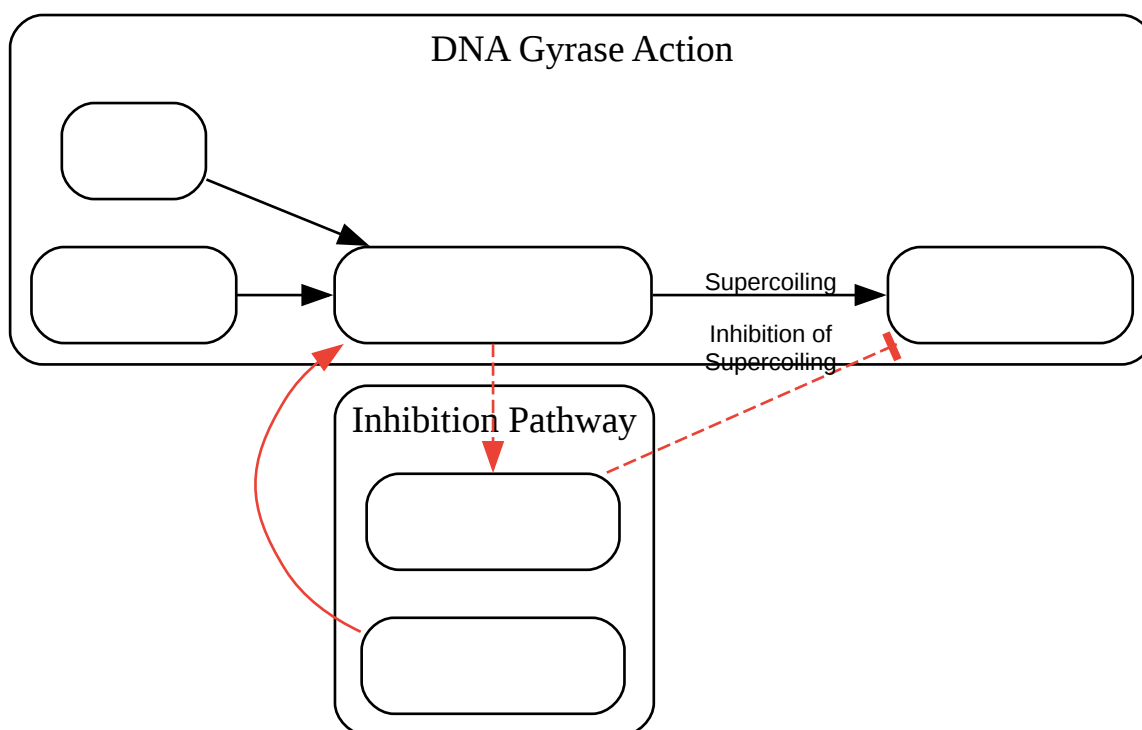 DNA Gyrase Action
Supercoiling
Inhibition of
Supercoiling
Inhibition Pathway